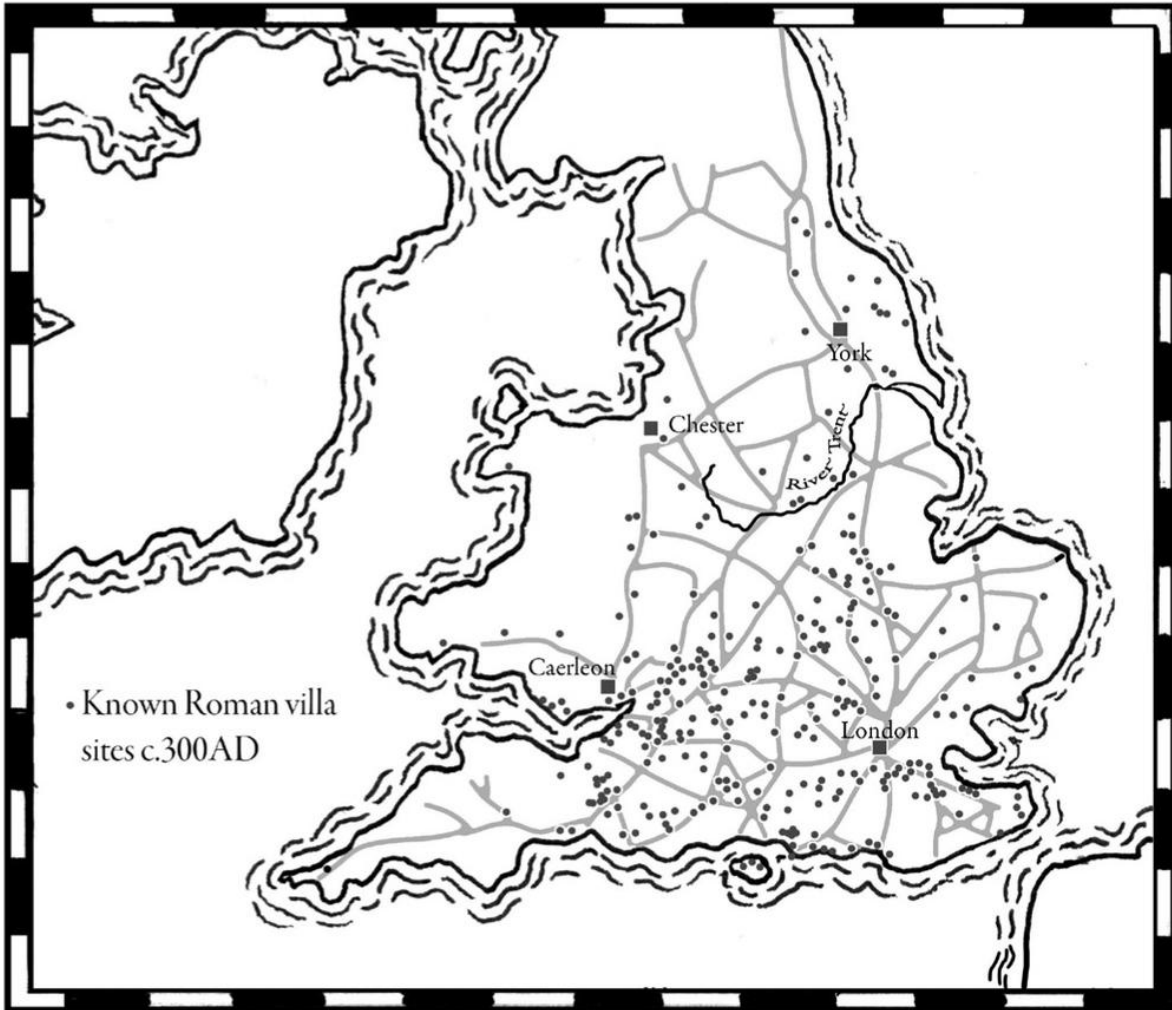 York
Chester
River Trent
Caerleon
• Known Roman villa
sites c.300AD
London